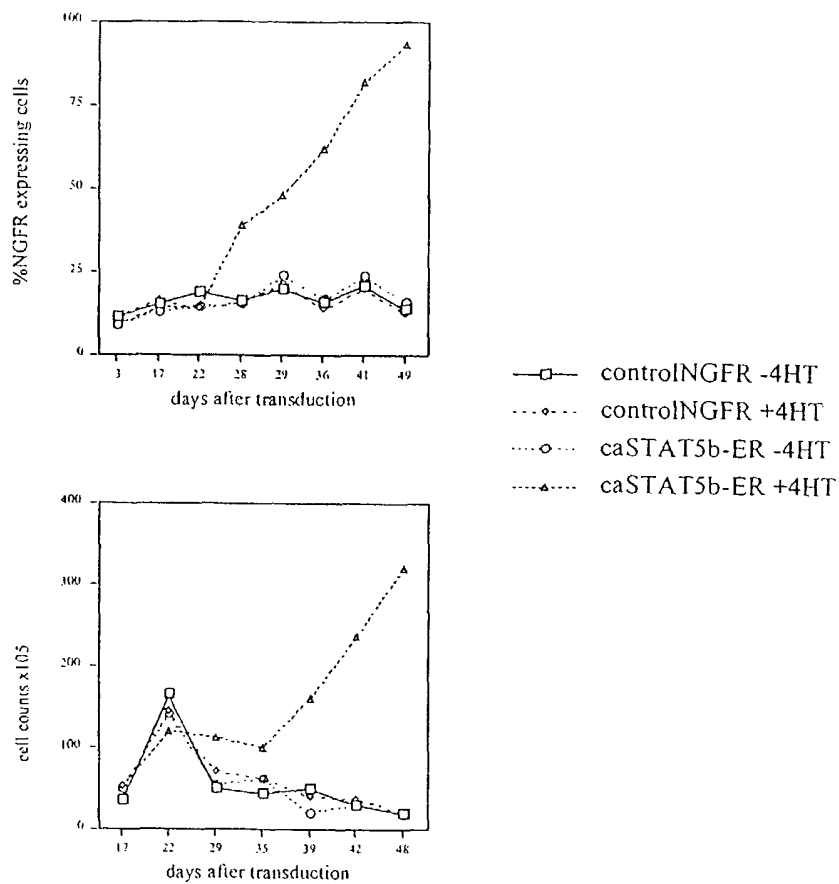 100
75
50
25
0
%NGFR expressing cells
3 17 22 28 29 36 41 49
days after transduction
controlNGFR -4HT
controlNGFR +4HT
caSTAT5b-ER -4HT
caSTAT5b-ER +4HT
400
300
200
100
0
cell counts x105
17 22 29 35 39 42 48
days after transduction